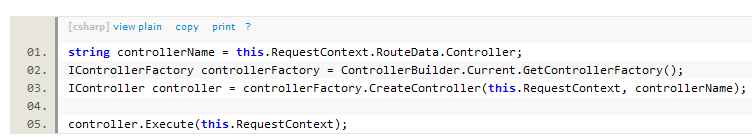 [csharp] view plain copy print ?
01. string controllerName = this.RequestContext.RouteData.Controller;
02. IControllerFactory controllerFactory = ControllerBuilder.Current.GetControllerFactory();
03. IController controller = controllerFactory.CreateController(this.RequestContext, controllerName);
04.
05. controller.Execute(this.RequestContext);